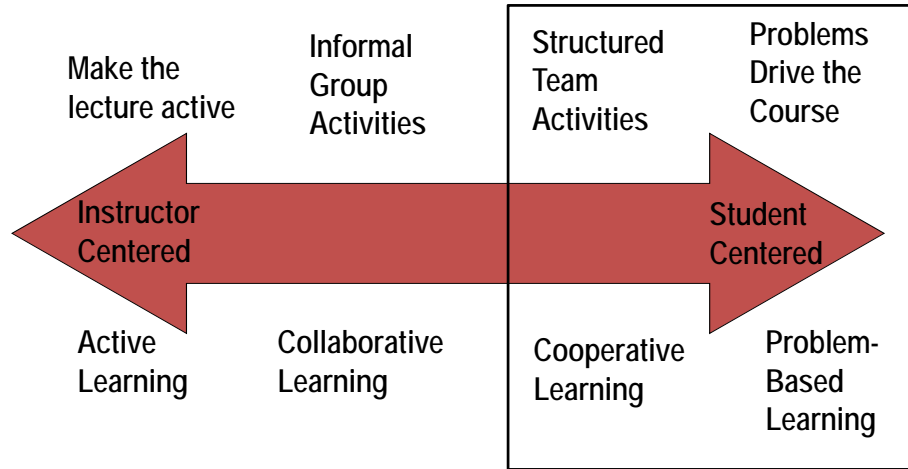 Make the
lecture active
Informal
Group
Activities
Structured
Team
Activities
Problems
Drive the
Course
Instructor
Centered
Student
Centered
Active
Learning
Collaborative
Learning
Cooperative
Learning
Problem-
Based
Learning